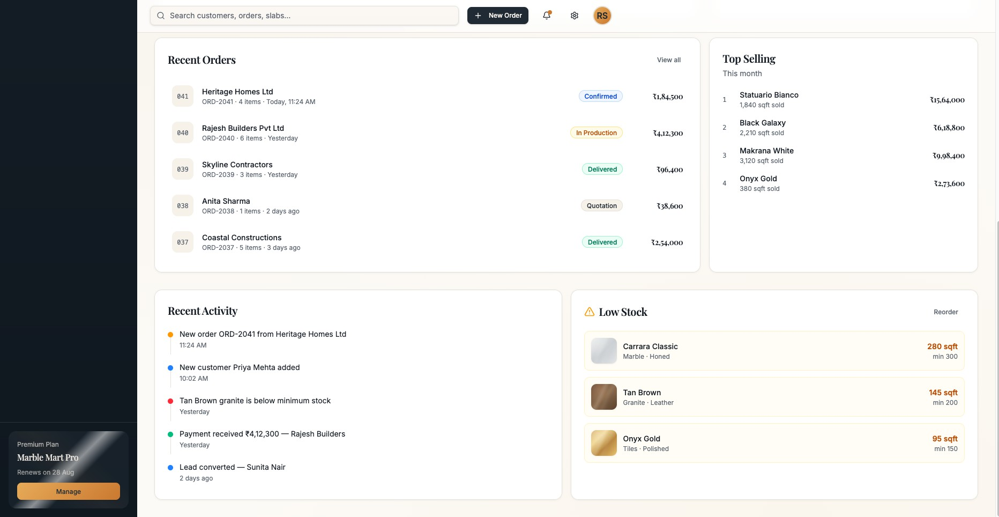 Search customers, orders, slabs...
New Order
RS
Recent Orders
View all
041
Heritage Homes Ltd
ORD-2041 · 4 items · Today, 11:24 AM
Confirmed
₹1,84,500
040
Rajesh Builders Pvt Ltd
ORD-2040 · 6 items · Yesterday
In Production
₹4,12,300
039
Skyline Contractors
ORD-2039 · 3 items · Yesterday
Delivered
₹96,400
038
Anita Sharma
ORD-2038 · 1 items · 2 days ago
Quotation
₹38,600
037
Coastal Constructions
ORD-2037 · 5 items · 3 days ago
Delivered
₹2,54,000
Top Selling
This month
1
Statuario Bianco
1,840 sqft sold
₹15,64,000
2
Black Galaxy
2,210 sqft sold
₹6,18,800
3
Makrana White
3,120 sqft sold
₹9,98,400
4
Onyx Gold
380 sqft sold
₹2,73,600
Recent Activity
New order ORD-2041 from Heritage Homes Ltd
11:24 AM
New customer Priya Mehta added
10:02 AM
Tan Brown granite is below minimum stock
Yesterday
Payment received ₹4,12,300 — Rajesh Builders
Yesterday
Lead converted — Sunita Nair
2 days ago
Low Stock
Reorder
Carrara Classic
Marble · Honed
280 sqft
min 300
Tan Brown
Granite · Leather
145 sqft
min 200
Onyx Gold
Tiles · Polished
95 sqft
min 150
Premium Plan
Marble Mart Pro
Renews on 28 Aug
Manage